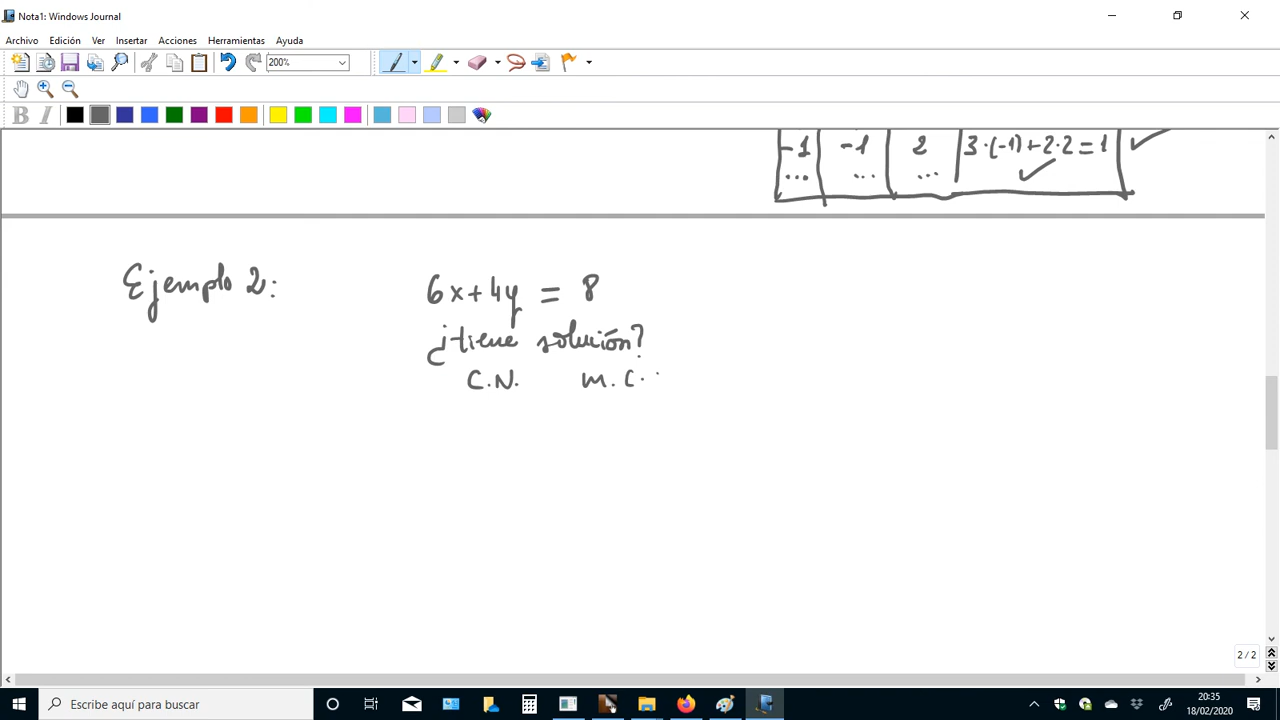 Nota1: Windows Journal
Archivo Edición Ver Insertar Acciones Herramientas Ayuda
200%
B I
-1 -1 2 3·(-1)+2·2=1
... ... ...
Ejemplo 2: 6x+4y = 8
¿tiene solución?
C.N. m.c.
2 / 2
Escribe aquí para buscar
20:35
18/02/2020